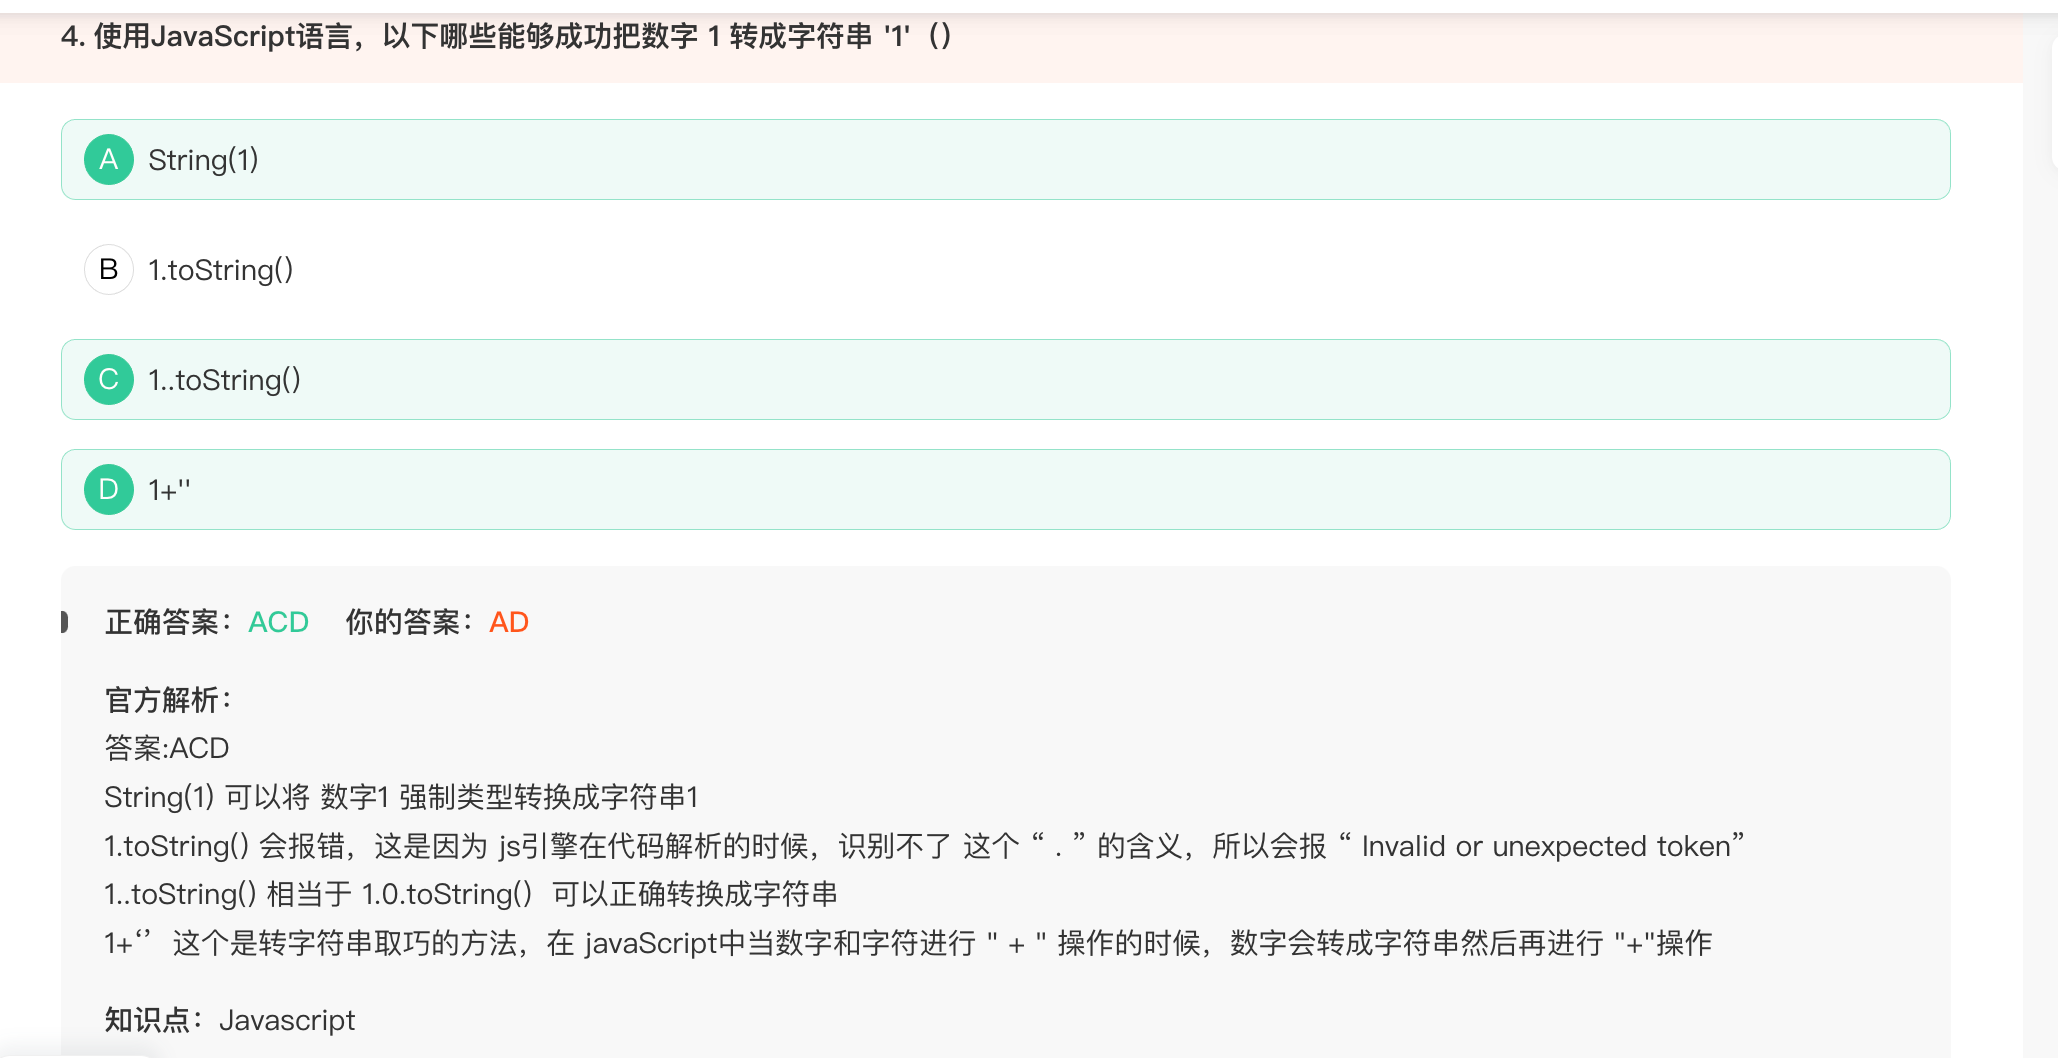 4. 使用JavaScript语言，以下哪些能够成功把数字 1 转成字符串 '1'（）
A String(1)
B 1.toString()
C 1..toString()
D 1+''
正确答案：ACD 你的答案：AD
官方解析：
答案:ACD
String(1) 可以将 数字1 强制类型转换成字符串1
1.toString() 会报错，这是因为 js引擎在代码解析的时候，识别不了 这个 “ . ” 的含义，所以会报 “ Invalid or unexpected token”
1..toString() 相当于 1.0.toString()  可以正确转换成字符串
1+‘’  这个是转字符串取巧的方法，在 javaScript中当数字和字符进行 " + " 操作的时候，数字会转成字符串然后再进行 "+"操作
知识点：Javascript